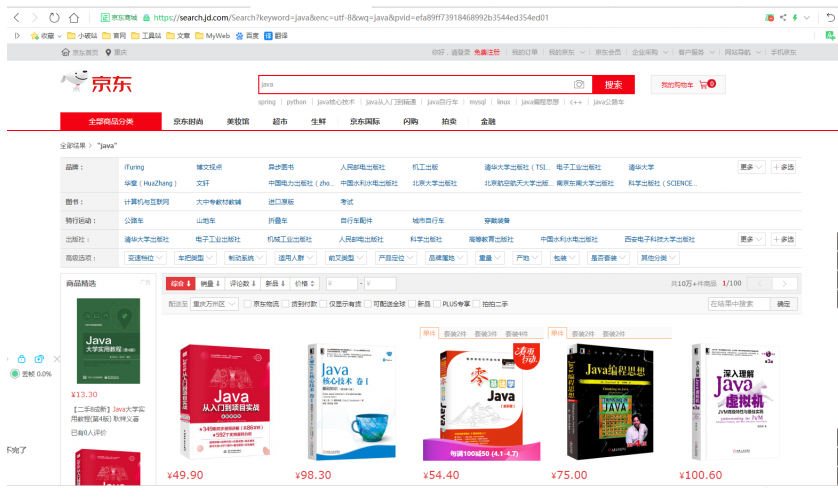 京东商城 https://search.jd.com/Search?keyword=java&enc=utf-8&wq=java&pvid=efa89ff73918468992b3544ed354ed01
收藏 小破站 官网 工具站 文章 MyWeb 百度 翻译
京东首页 重庆 你好,请登录 免费注册 我的订单 我的京东 京东会员 企业采购 客户服务 网站导航 手机京东
京东
java 搜索 我的购物车 0
spring python java核心技术 java从入门到精通 java自行车 mysql linux java编程思想 c++ java公路车
全部商品分类 京东时尚 美妆馆 超市 生鲜 京东国际 闪购 拍卖 金融
全部结果 > "java"
品牌: iTuring 博文视点 异步图书 人民邮电出版社 机工出版 清华大学出版社(TSI... 电子工业出版社 清华大学 更多 +多选
华章(HuaZhang) 文轩 中国电力出版社(zho... 中国水利水电出版社 北京大学出版社 北京航空航天大学出版... 南京东南大学出版社 科学出版社(SCIENCE...
图书: 计算机与互联网 大中专教材教辅 进口原版 考试
骑行运动: 公路车 山地车 折叠车 自行车配件 城市自行车 穿戴装备
出版社: 清华大学出版社 电子工业出版社 机械工业出版社 人民邮电出版社 科学出版社 高等教育出版社 中国水利水电出版社 西安电子科技大学出版社 更多 +多选
高级选项: 变速档位 车把类型 制动系统 适用人群 前叉类型 产品定位 品牌属地 重量 产地 包装 是否套装 其他分类
商品精选 广告
综合 销量 评论数 新品 价格 ¥ - ¥ 共10万+件商品 1/100 < >
配送至 重庆万州区 京东物流 货到付款 仅显示有货 可配送全球 新品 PLUS专享 拍拍二手 在结果中搜索 确定
单件 套装2件 套装3件 套装4件
单件 套装2件 套装2件
Java
大学实用教程
¥13.30
【二手8成新】Java大学实
用教程(第4版) 耿祥义著
已有0人评价
丢帧 0.0%
不完了
Java
从入门到项目实战
Java
核心技术 卷I
零基础学
Java
每满100减50 (4.1-4.7)
Java编程思想
THINKING
IN
JAVA
深入理解
Java
虚拟机
JVM高级特性与最佳实践
¥49.90
¥98.30
¥54.40
¥75.00
¥100.60